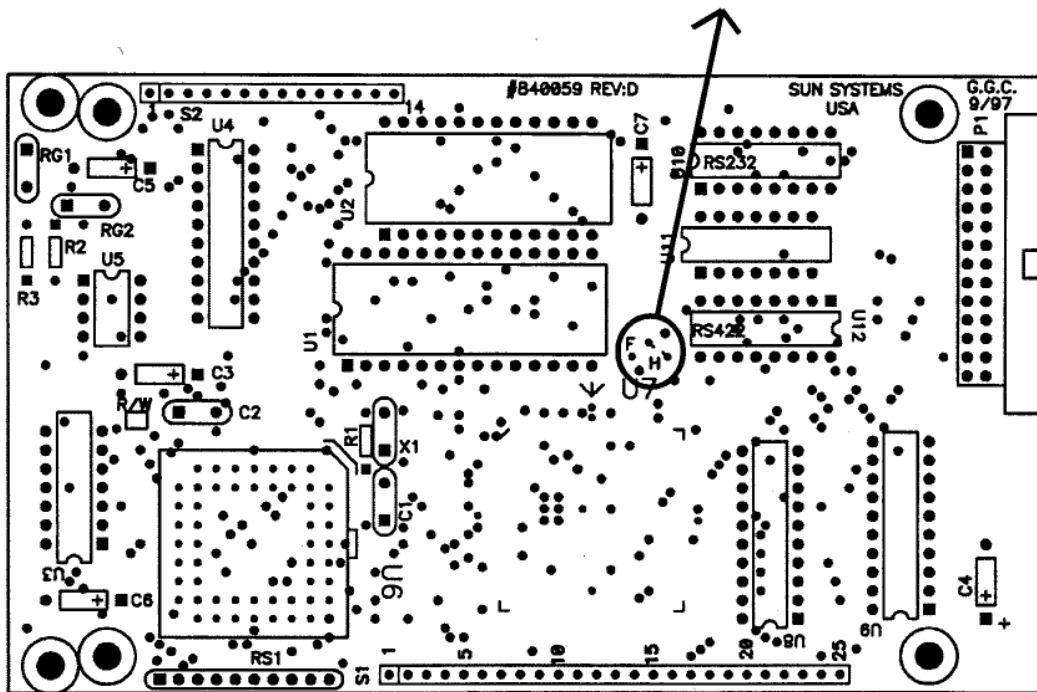 #840059 REV:D
SUN SYSTEMS
USA
G.G.C.
9/97
P1
1
S2
14
U4
C7
U10
RS232
RG1
C5
RG2
U2
U11
R2
R3
U5
U1
RS422
U12
F
H
U7
C3
R/W
C2
R1
X1
C1
U3
C6
U6
C4
+
U8
U9
RS1
S1
1
5
10
15
20
25